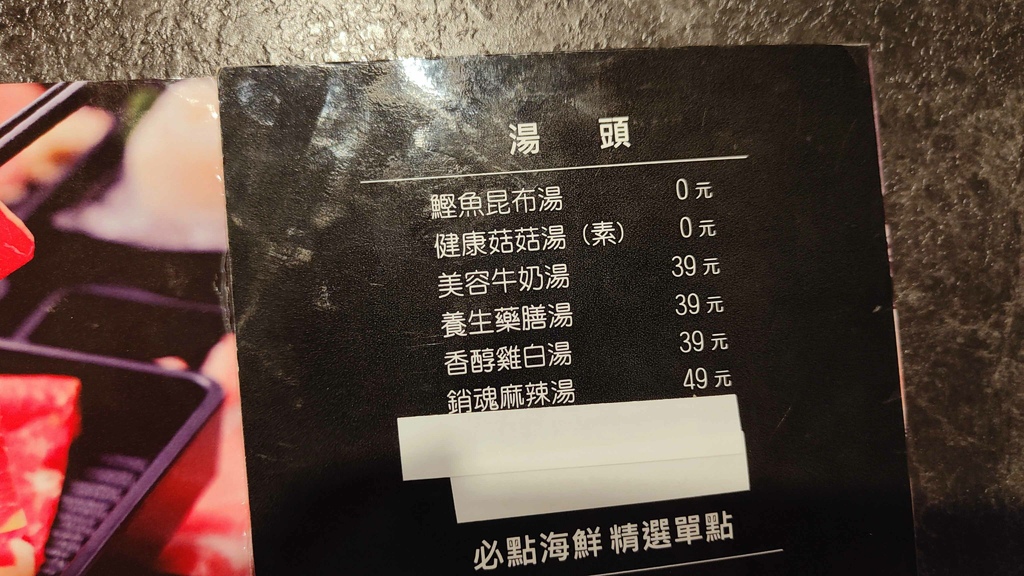 湯 頭
鰹魚昆布湯 0元
健康菇菇湯（素） 0元
美容牛奶湯 39元
養生藥膳湯 39元
香醇雞白湯 39元
銷魂麻辣湯 49元
必點海鮮 精選單點